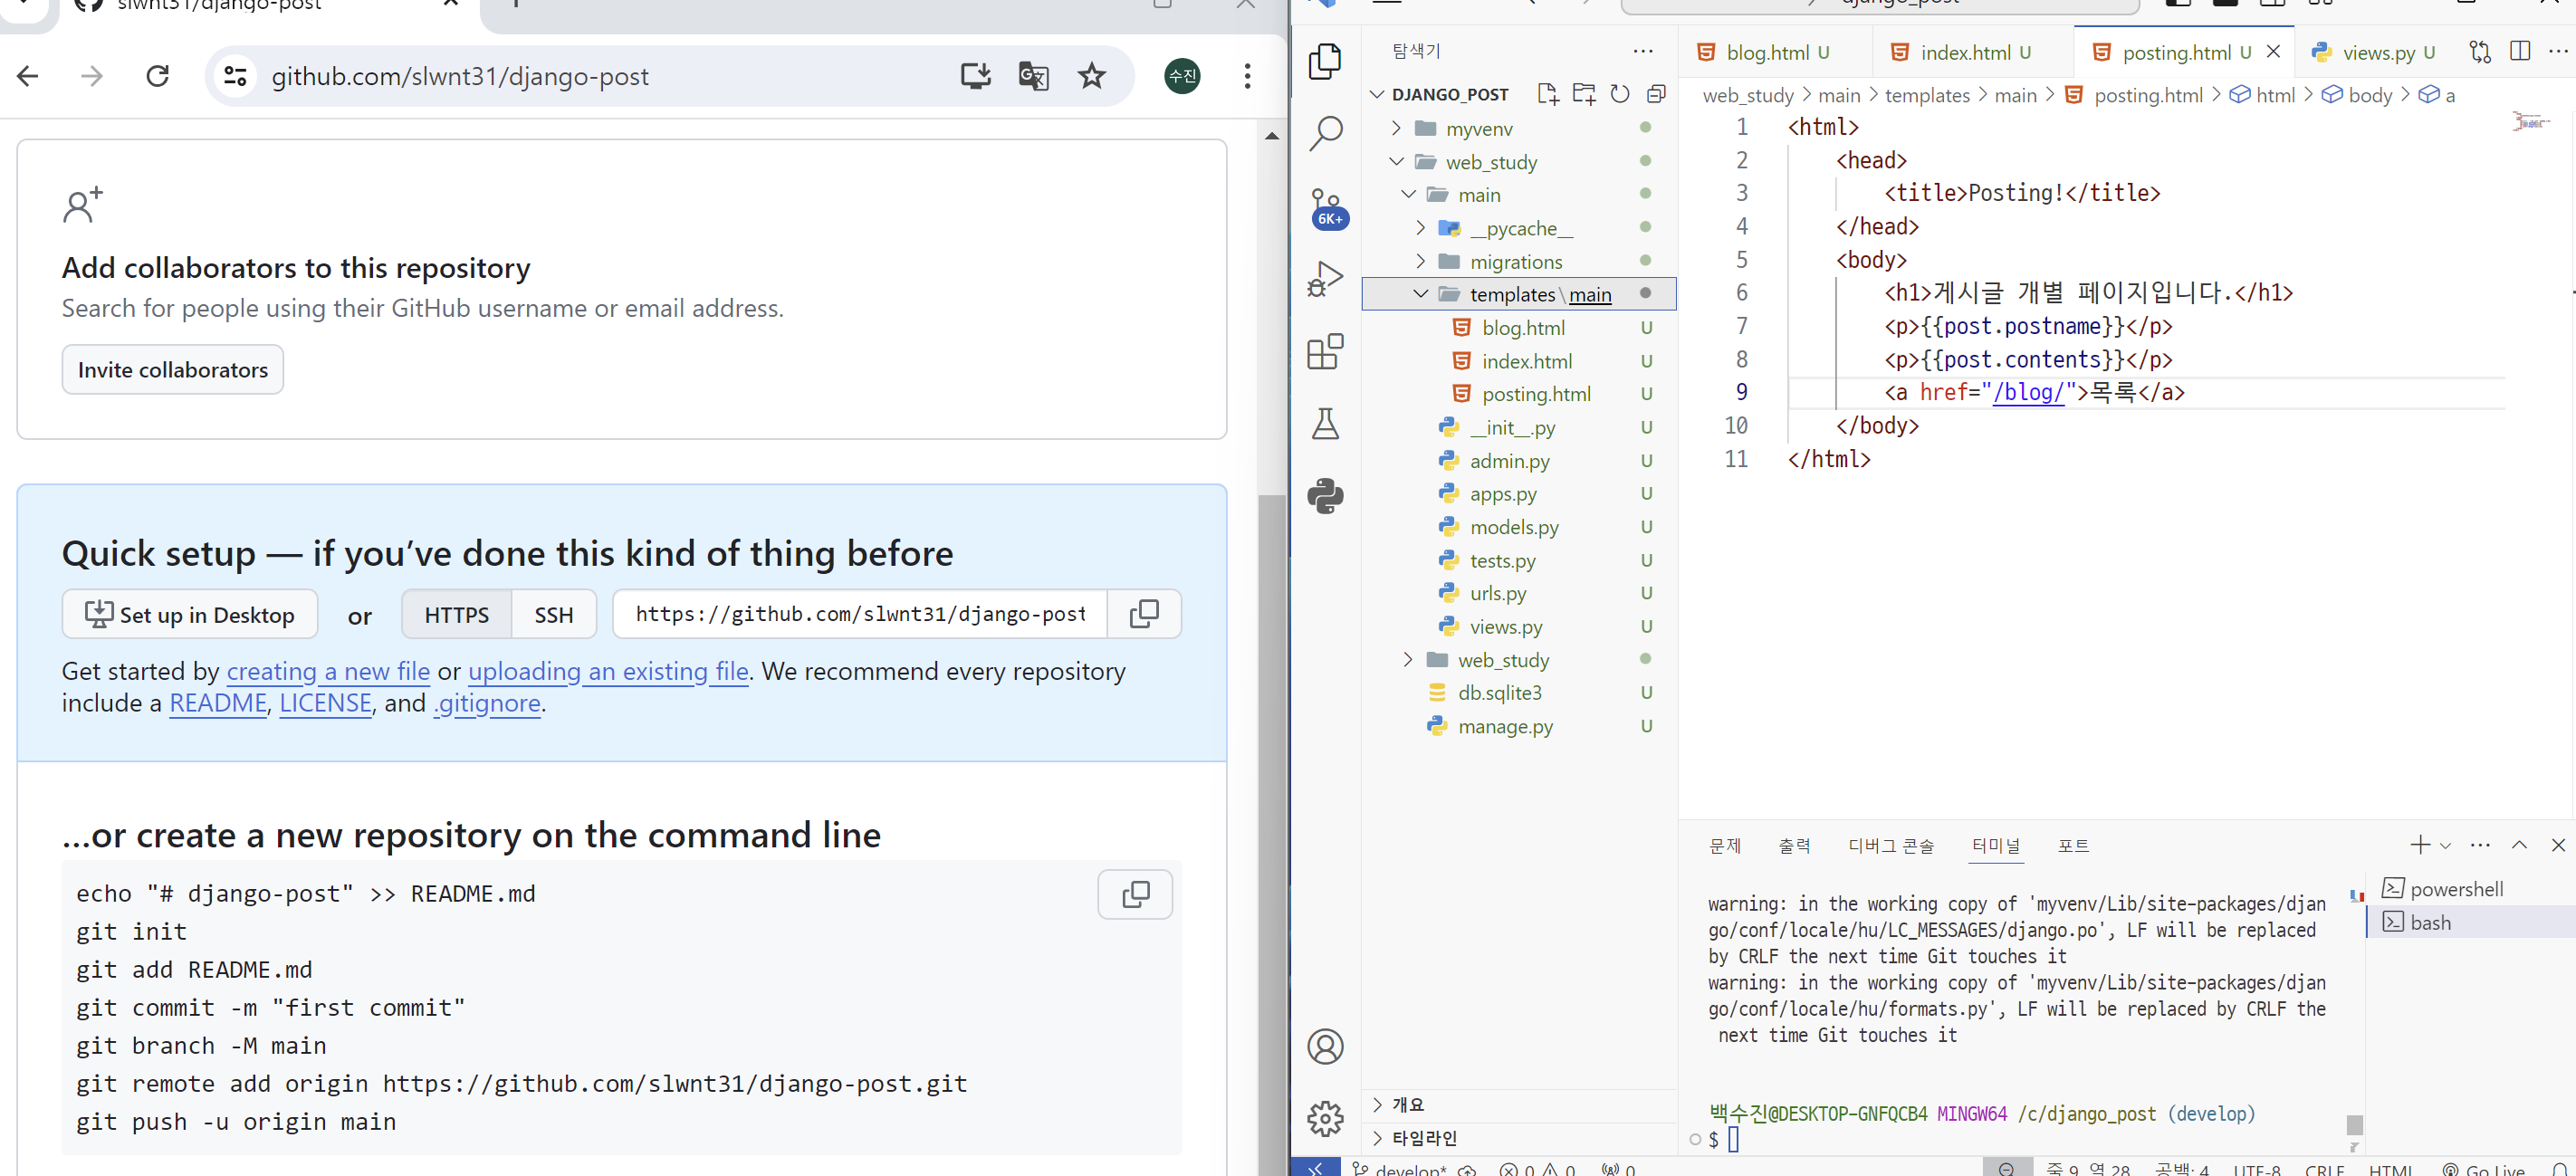 slwnt31/django-post
github.com/slwnt31/django-post
수진
Add collaborators to this repository
Search for people using their GitHub username or email address.
Invite collaborators
Quick setup — if you’ve done this kind of thing before
Set up in Desktop or HTTPS SSH https://github.com/slwnt31/django-post
Get started by creating a new file or uploading an existing file. We recommend every repository
include a README, LICENSE, and .gitignore.
...or create a new repository on the command line
echo "# django-post" >> README.md
git init
git add README.md
git commit -m "first commit"
git branch -M main
git remote add origin https://github.com/slwnt31/django-post.git
git push -u origin main
django_post
탐색기
DJANGO_POST
myvenv
web_study
main
__pycache__
migrations
templates\main
blog.html U
index.html U
posting.html U
__init__.py U
admin.py U
apps.py U
models.py U
tests.py U
urls.py U
views.py U
web_study
db.sqlite3 U
manage.py U
개요
타임라인
6K+
blog.html U
index.html U
posting.html U
views.py U
web_study > main > templates > main > posting.html > html > body > a
1 <html>
2 <head>
3 <title>Posting!</title>
4 </head>
5 <body>
6 <h1>게시글 개별 페이지입니다.</h1>
7 <p>{{post.postname}}</p>
8 <p>{{post.contents}}</p>
9 <a href="/blog/">목록</a>
10 </body>
11 </html>
문제 출력 디버그 콘솔 터미널 포트
warning: in the working copy of 'myvenv/Lib/site-packages/djan
go/conf/locale/hu/LC_MESSAGES/django.po', LF will be replaced
by CRLF the next time Git touches it
warning: in the working copy of 'myvenv/Lib/site-packages/djan
go/conf/locale/hu/formats.py', LF will be replaced by CRLF the
next time Git touches it
백수진@DESKTOP-GNFQCB4 MINGW64 /c/django_post (develop)
$
powershell
bash
develop* 0 0 0 줄 9, 열 28 공백: 4 UTF-8 CRLF HTML Go Live